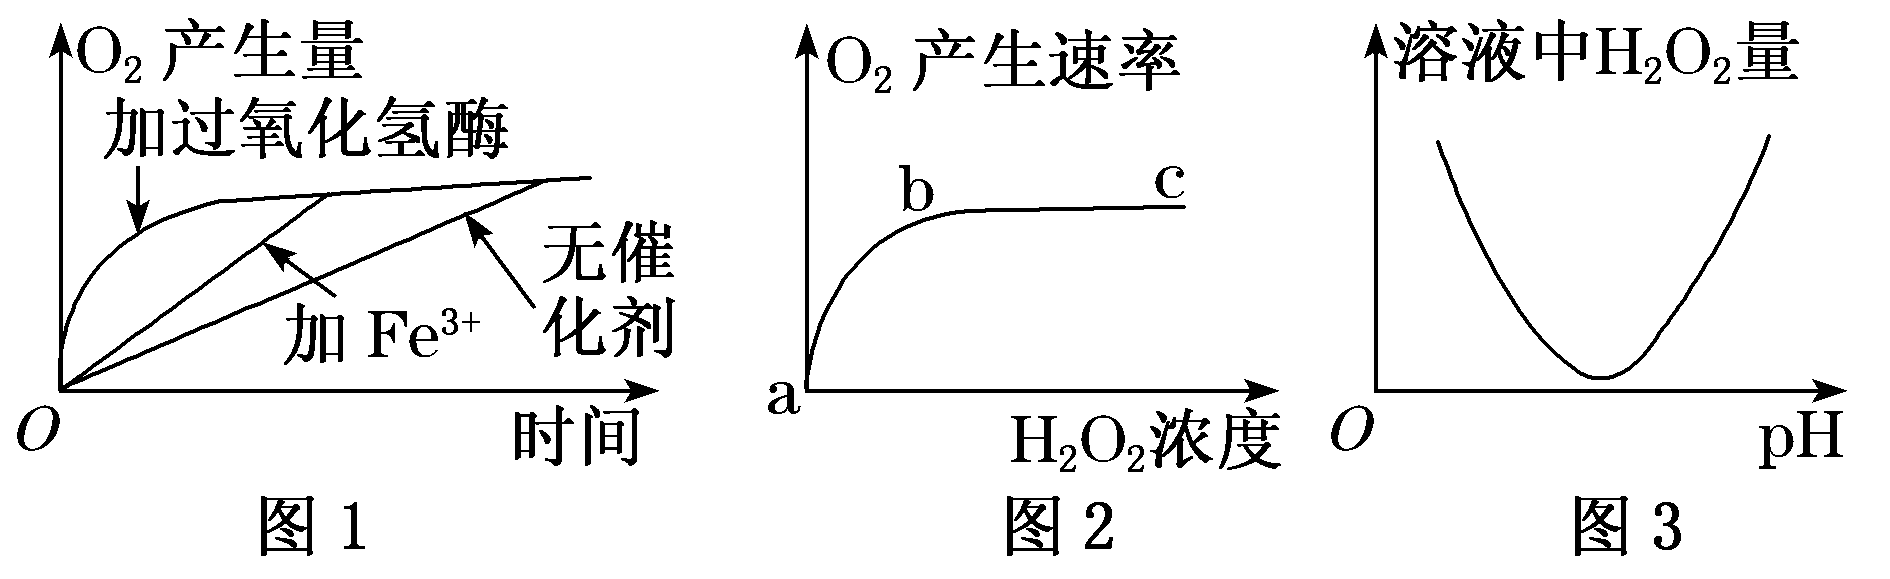 O₂ 产生量
加过氧化氢酶
无催
化剂
加 Fe³⁺
O
时间
图 1
O₂ 产生速率
b
c
a
H₂O₂浓度
图 2
溶液中H₂O₂量
O
pH
图 3